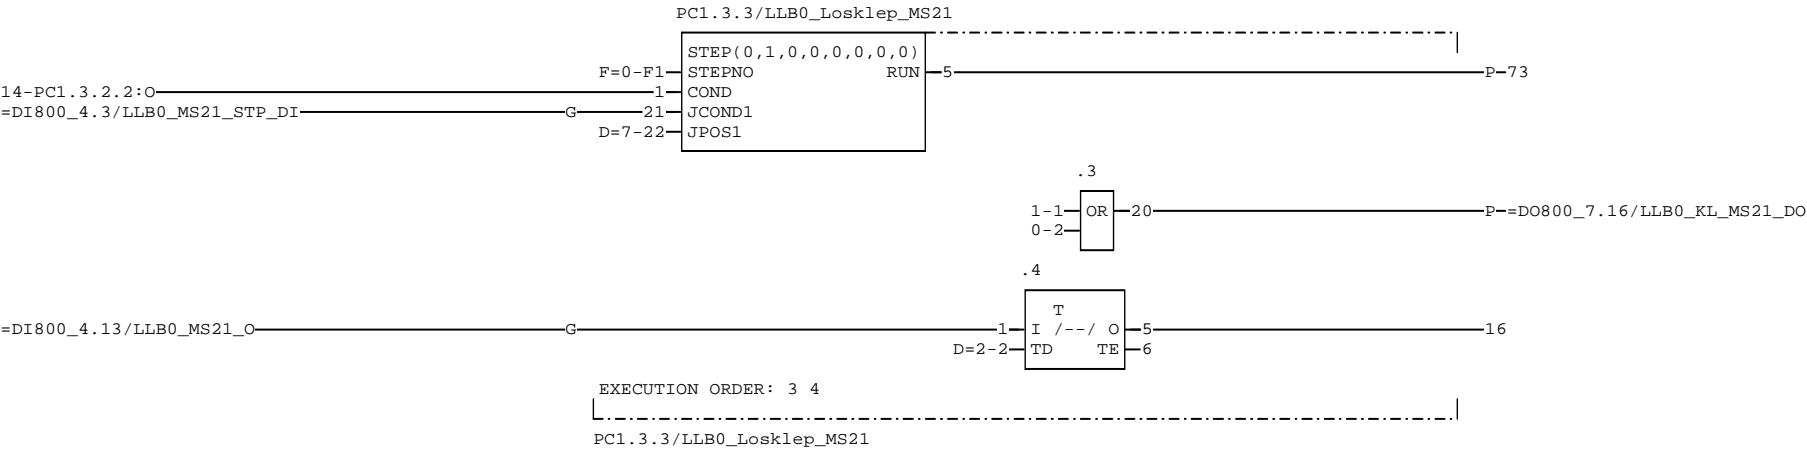 PC1.3.3/LLB0_Losklep_MS21
STEP(0,1,0,0,0,0,0,0)
F=0-F1 STEPNO RUN 5 P 73
14-PC1.3.2.2:O 1 COND
=DI800_4.3/LLB0_MS21_STP_DI G 21 JCOND1
D=7-22 JPOS1
.3
1-1 OR 20 P =DO800_7.16/LLB0_KL_MS21_DO
0-2
.4
T
=DI800_4.13/LLB0_MS21_O G 1 I /--/ O 5 16
D=2-2 TD TE 6
EXECUTION ORDER: 3 4
PC1.3.3/LLB0_Losklep_MS21